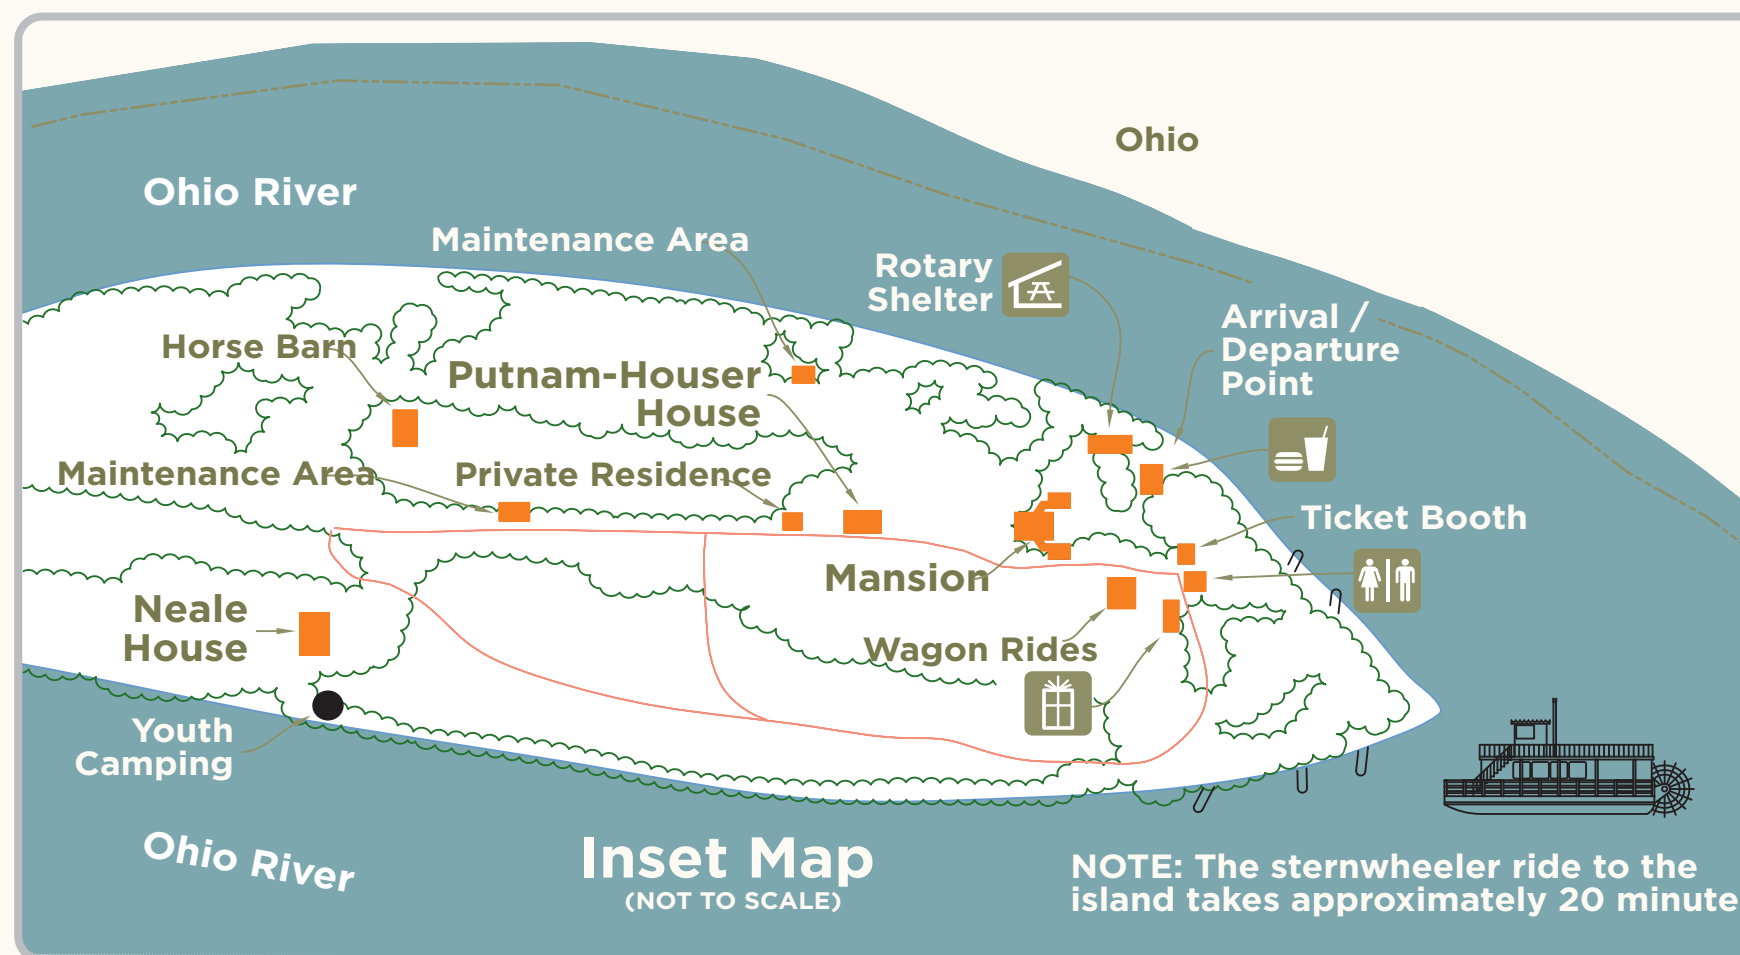 Ohio
Ohio River
Maintenance Area
Rotary
Shelter
Arrival /
Departure
Point
Horse Barn
Putnam-Houser
House
Maintenance Area
Private Residence
Ticket Booth
Mansion
Neale
House
Wagon Rides
Youth
Camping
Ohio River
Inset Map
(NOT TO SCALE)
NOTE: The sternwheeler ride to the
island takes approximately 20 minute